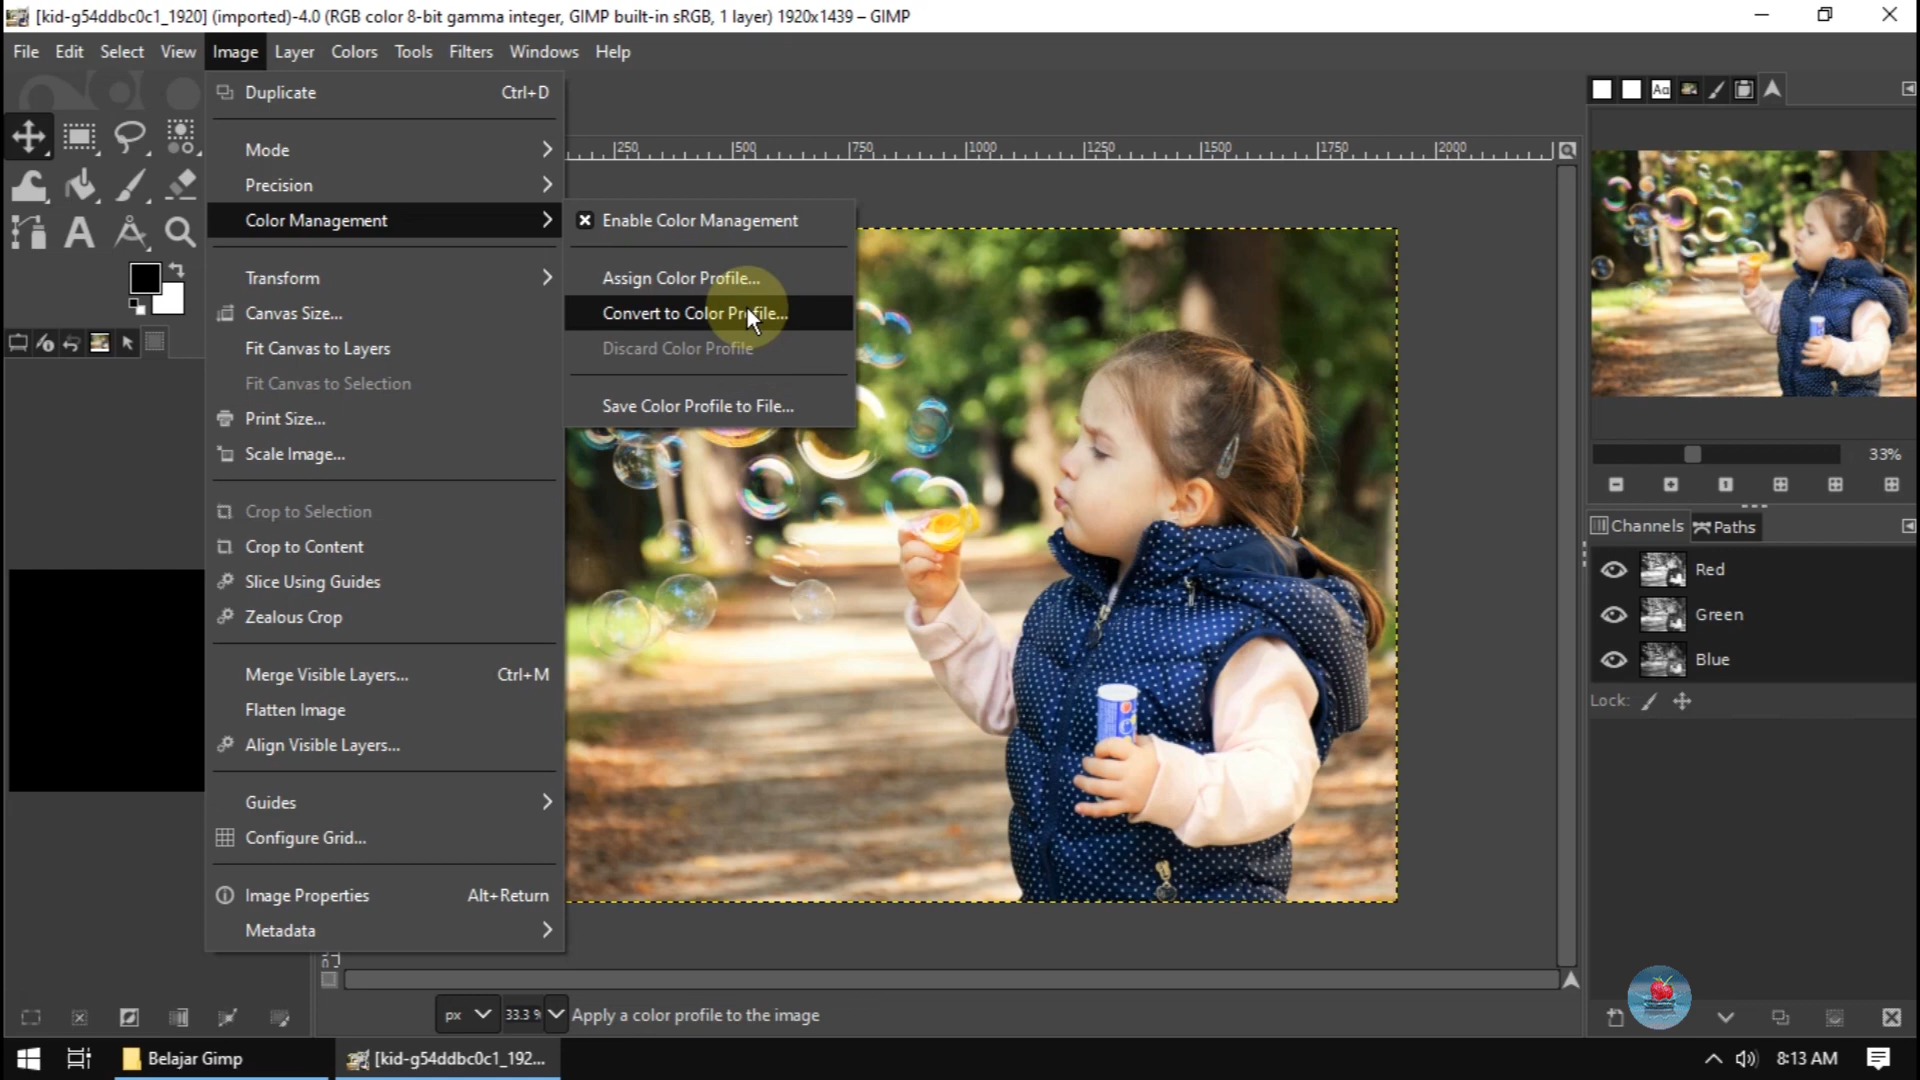 [kid-g54ddbc0c1_1920] (imported)-4.0 (RGB color 8-bit gamma integer, GIMP built-in sRGB, 1 layer) 1920x1439 – GIMP
File Edit Select View Image Layer Colors Tools Filters Windows Help
Duplicate Ctrl+D
Mode
Precision
Color Management
Transform
Canvas Size...
Fit Canvas to Layers
Fit Canvas to Selection
Print Size...
Scale Image...
Crop to Selection
Crop to Content
Slice Using Guides
Zealous Crop
Merge Visible Layers... Ctrl+M
Flatten Image
Align Visible Layers...
Guides
Configure Grid...
Image Properties Alt+Return
Metadata
Enable Color Management
Assign Color Profile...
Convert to Color Profile...
Discard Color Profile
Save Color Profile to File...
250 500 750 1000 1250 1500 1750 2000
Aa
33%
Channels Paths
Red
Green
Blue
Lock:
px 33.3 % Apply a color profile to the image
Belajar Gimp [kid-g54ddbc0c1_192... 8:13 AM